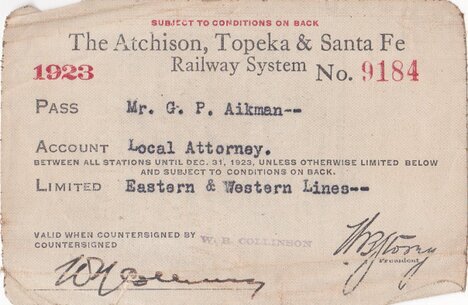 SUBJECT TO CONDITIONS ON BACK
The Atchison, Topeka & Santa Fe
1923 Railway System No. 9184
PASS Mr. G. P. Aikman--
ACCOUNT Local Attorney.
BETWEEN ALL STATIONS UNTIL DEC. 31, 1923, UNLESS OTHERWISE LIMITED BELOW
AND SUBJECT TO CONDITIONS ON BACK.
LIMITED Eastern & Western Lines--
VALID WHEN COUNTERSIGNED BY W. H. COLLINSON
COUNTERSIGNED
President